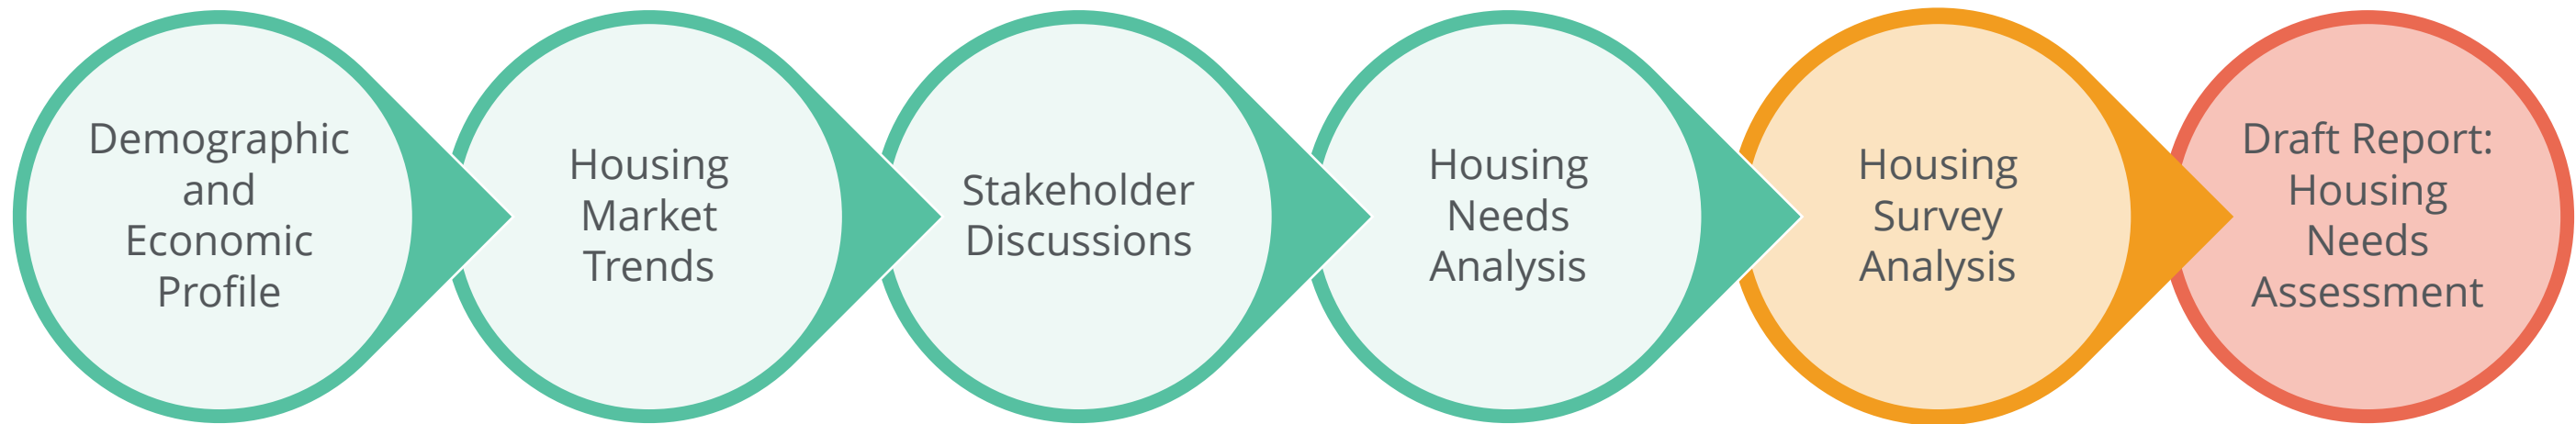 Demographic
and
Economic
Profile
Housing
Market
Trends
Stakeholder
Discussions
Housing
Needs
Analysis
Housing
Survey
Analysis
Draft Report:
Housing
Needs
Assessment